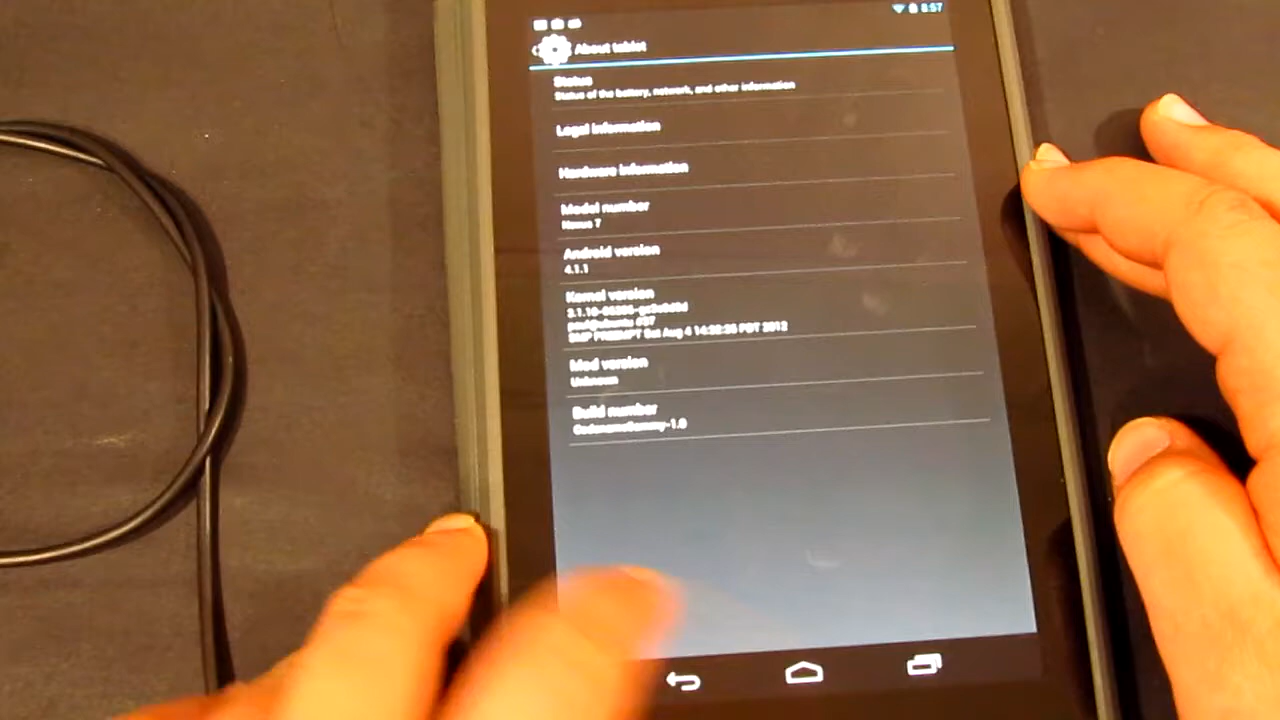 8:57
About tablet
Status
Status of the battery, network, and other information
Legal information
Hardware information
Model number
Nexus 7
Android version
4.1.1
Kernel version
SMP PREEMPT Sat Aug 4 14:32:35 PDT 2012
Mod version
Unknown
Build number